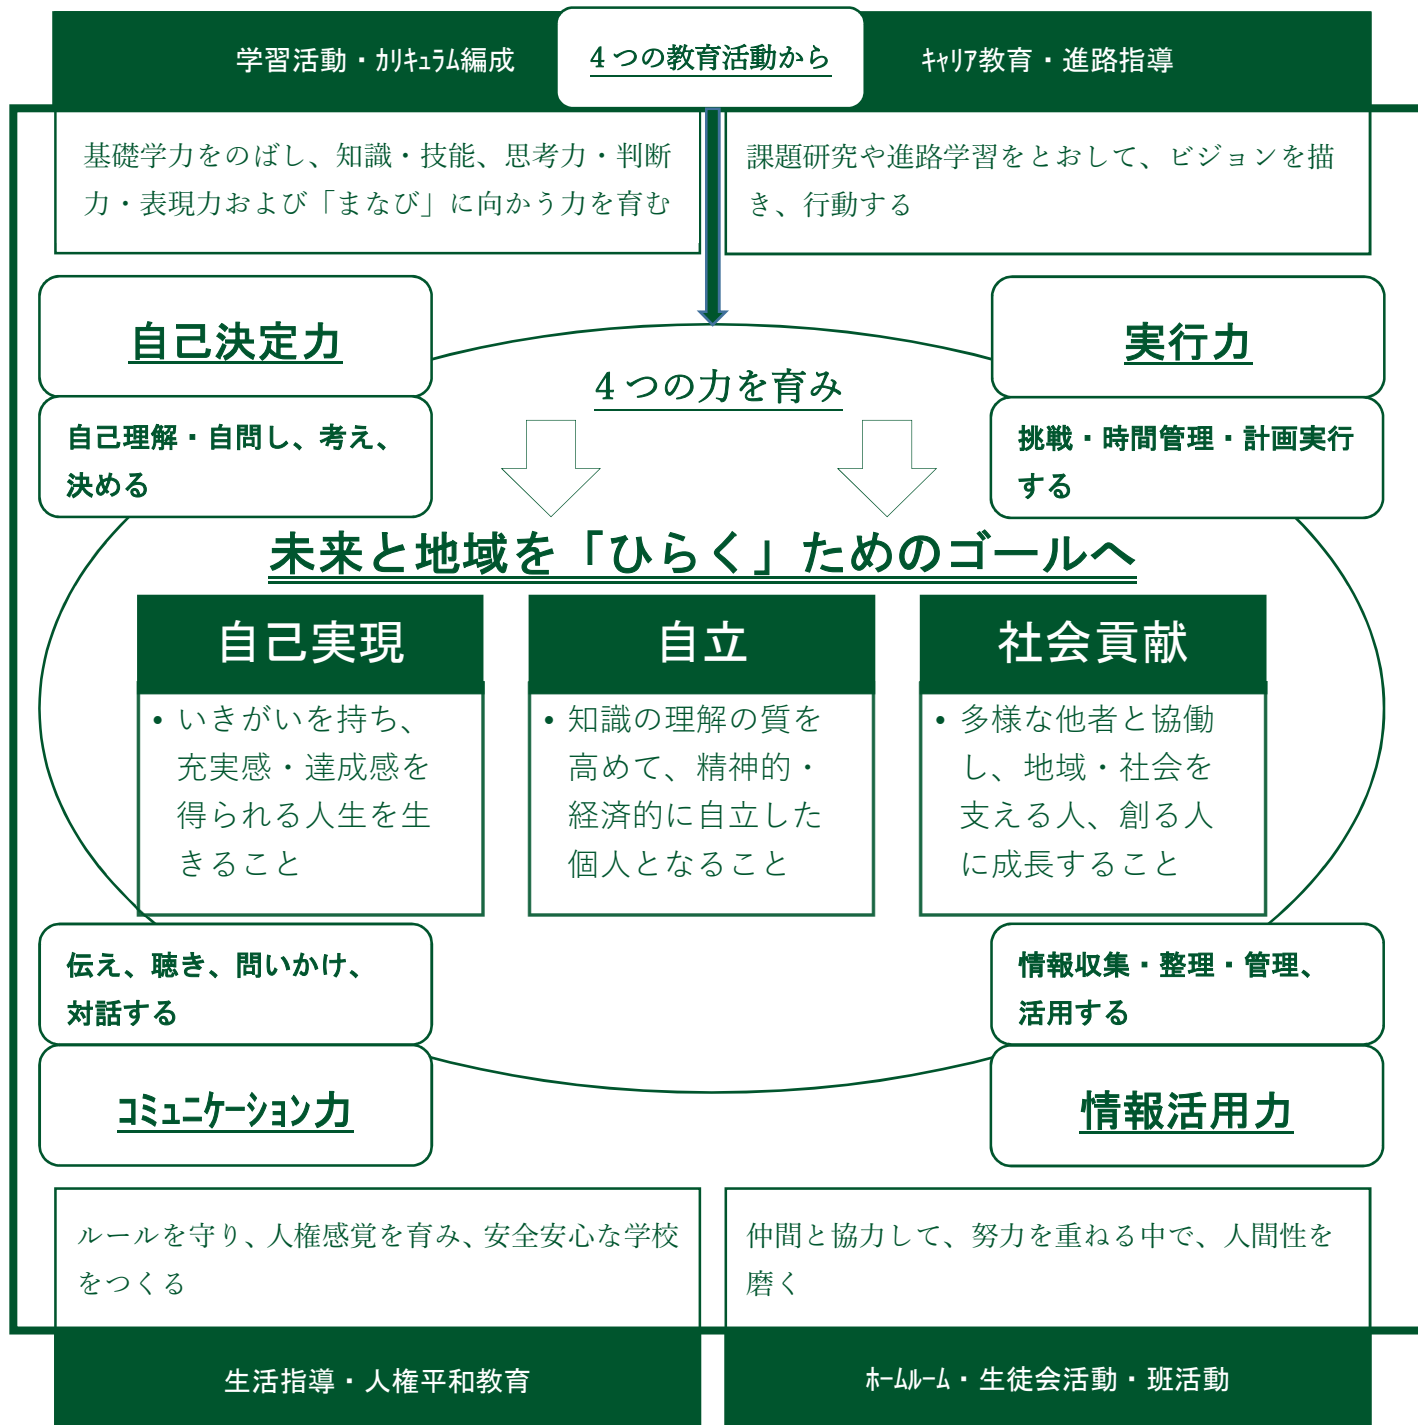 学習活動・カリキュラム編成
4つの教育活動から
キャリア教育・進路指導
基礎学力をのばし、知識・技能、思考力・判断
力・表現力および「まなび」に向かう力を育む
課題研究や進路学習をとおして、ビジョンを描
き、行動する
自己決定力
自己理解・自問し、考え、
決める
実行力
挑戦・時間管理・計画実行
する
4つの力を育み
未来と地域を「ひらく」ためのゴールへ
自己実現
• いきがいを持ち、
充実感・達成感を
得られる人生を生
きること
自立
• 知識の理解の質を
高めて、精神的・
経済的に自立した
個人となること
社会貢献
• 多様な他者と協働
し、地域・社会を
支える人、創る人
に成長すること
伝え、聴き、問いかけ、
対話する
コミュニケーション力
情報収集・整理・管理、
活用する
情報活用力
ルールを守り、人権感覚を育み、安全安心な学校
をつくる
仲間と協力して、努力を重ねる中で、人間性を
磨く
生活指導・人権平和教育
ホームルーム・生徒会活動・班活動